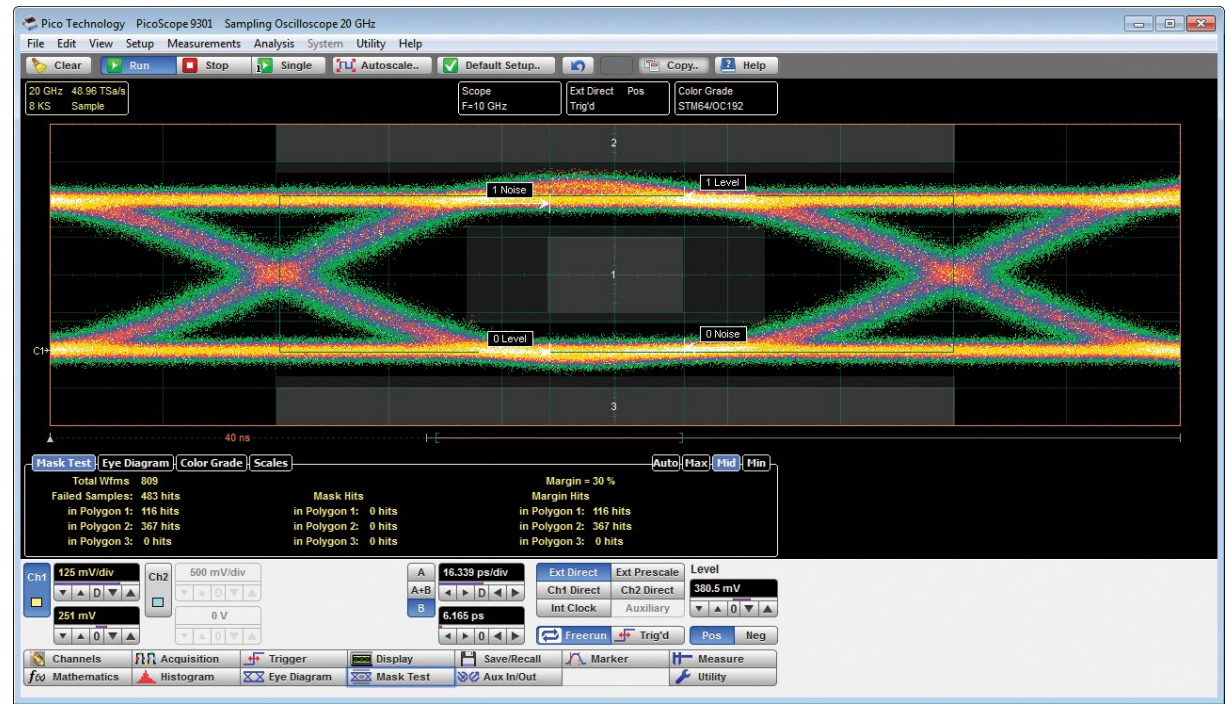 Pico Technology PicoScope 9301 Sampling Oscilloscope 20 GHz
File Edit View Setup Measurements Analysis System Utility Help
Clear Run Stop Single Autoscale.. Default Setup.. Copy.. Help
20 GHz 48.96 TSa/s
8 KS Sample
Scope
F=10 GHz
Ext Direct Pos
Trig'd
Color Grade
STM64/OC192
2
1 Noise
1 Level
1
0 Level
0 Noise
C1
3
40 ns
Mask Test Eye Diagram Color Grade Scales Auto Max Mid Min
Total Wfms 809 Margin = 30 %
Failed Samples: 483 hits Mask Hits Margin Hits
in Polygon 1: 116 hits in Polygon 1: 0 hits in Polygon 1: 116 hits
in Polygon 2: 367 hits in Polygon 2: 0 hits in Polygon 2: 367 hits
in Polygon 3: 0 hits in Polygon 3: 0 hits in Polygon 3: 0 hits
Ch1 125 mV/div Ch2 500 mV/div A 16.339 ps/div Ext Direct Ext Prescale Level
D D A+B D Ch1 Direct Ch2 Direct 380.5 mV
251 mV 0 V B 6.165 ps Int Clock Auxiliary 0
0 0 0 Freerun Trig'd Pos Neg
Channels Acquisition Trigger Display Save/Recall Marker Measure
f(x) Mathematics Histogram Eye Diagram Mask Test Aux In/Out Utility